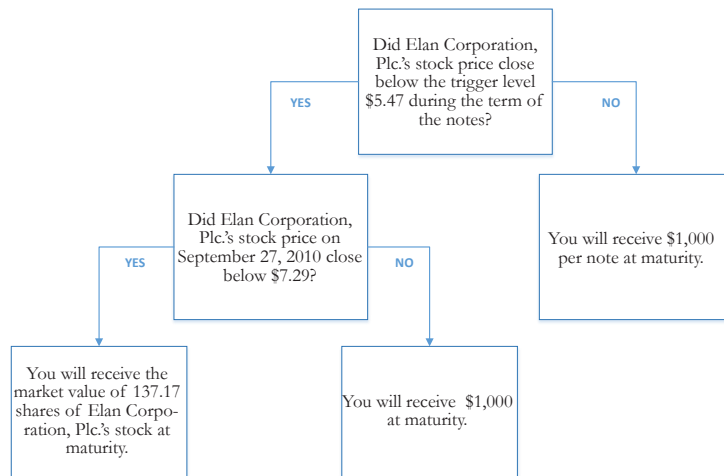 Did Elan Corporation,
Plc.'s stock price close
below the trigger level
$5.47 during the term of
the notes?
YES
NO
Did Elan Corporation,
Plc.'s stock price on
September 27, 2010 close
below $7.29?
You will receive $1,000
per note at maturity.
YES
NO
You will receive the
market value of 137.17
shares of Elan Corpo-
ration, Plc.'s stock at
maturity.
You will receive $1,000
at maturity.